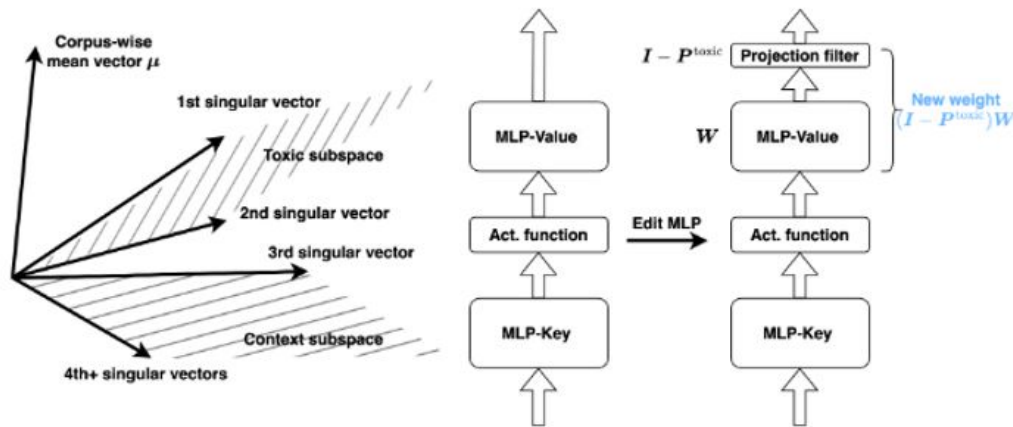 Corpus-wise
mean vector μ
1st singular vector
Toxic subspace
2nd singular vector
3rd singular vector
Context subspace
4th+ singular vectors
MLP-Value
Act. function
MLP-Key
Edit MLP
I − P^toxic
Projection filter
W
MLP-Value
Act. function
MLP-Key
New weight
(I − P^toxic)W